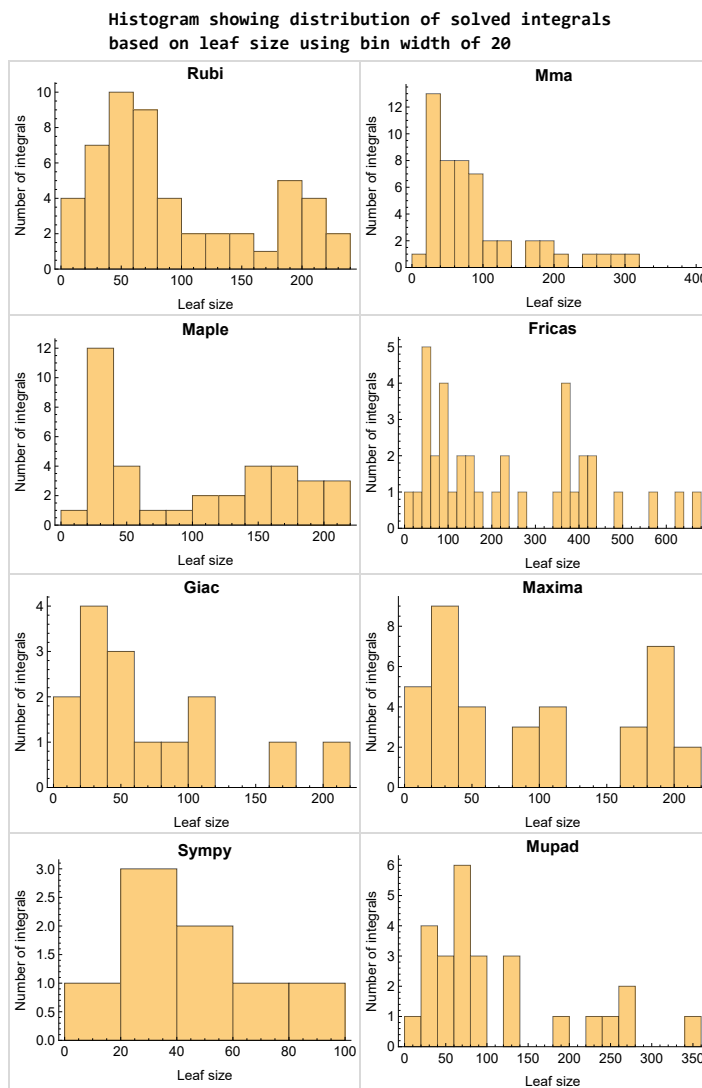 Histogram showing distribution of solved integrals
based on leaf size using bin width of 20
Rubi
Number of integrals
0 2 4 6 8 10
0 50 100 150 200
Leaf size
Mma
Number of integrals
0 2 4 6 8 10 12
0 100 200 300 400
Leaf size
Maple
Number of integrals
0 2 4 6 8 10 12
0 50 100 150 200
Leaf size
Fricas
Number of integrals
0 1 2 3 4 5
0 100 200 300 400 500 600
Leaf size
Giac
Number of integrals
0 1 2 3 4
0 50 100 150 200
Leaf size
Maxima
Number of integrals
0 2 4 6 8
0 50 100 150 200
Leaf size
Sympy
Number of integrals
0.0 0.5 1.0 1.5 2.0 2.5 3.0
0 20 40 60 80 100
Leaf size
Mupad
Number of integrals
0 1 2 3 4 5 6
0 50 100 150 200 250 300 350
Leaf size